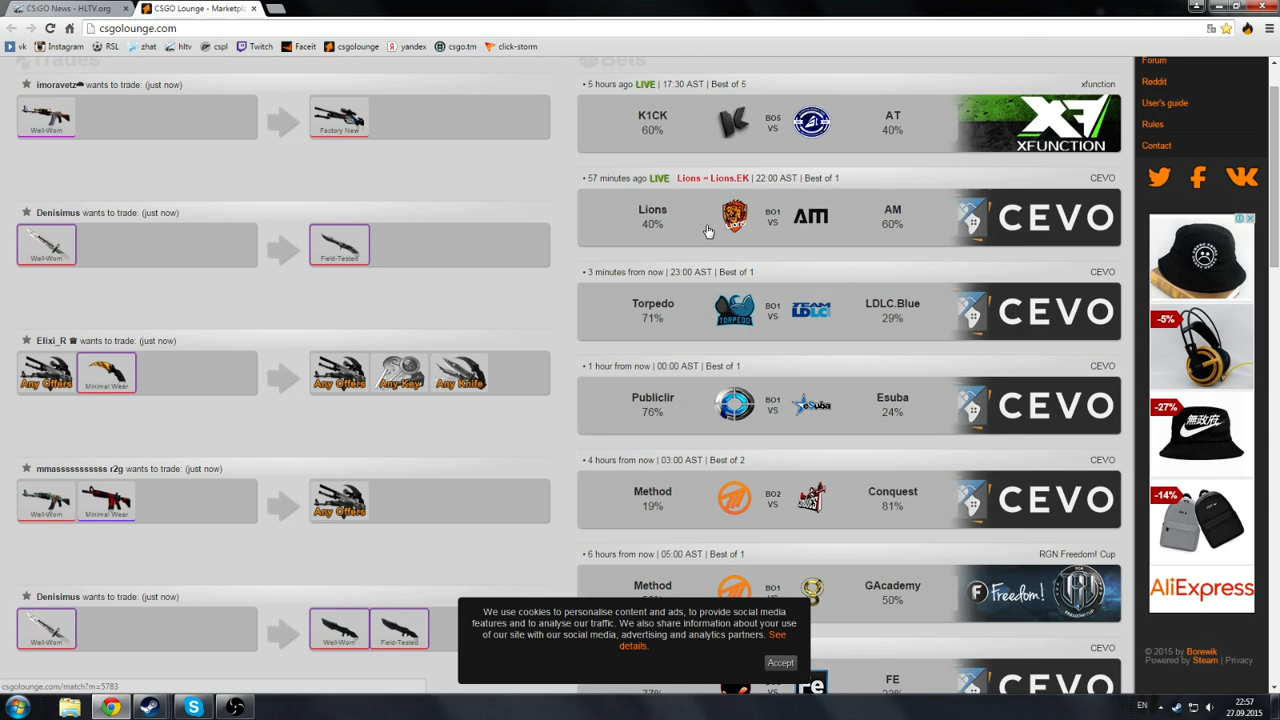 CS:GO News - HLTV.org
CSGO Lounge - Marketpla
csgolounge.com
vk
Instagram
RSL
zhat
hltv
cspl
Twitch
Faceit
csgolounge
yandex
csgo.tm
click-storm
Trades
Bets
imoravetz wants to trade: (just now)
Well-Worn
Factory New
Denisimus wants to trade: (just now)
Well-Worn
Field-Tested
Elixi_R wants to trade: (just now)
Any Offers
Minimal Wear
Any Offers
Any Key
Any Knife
mmasssssssssss r2g wants to trade: (just now)
Well-Worn
Minimal Wear
Any Offers
Denisimus wants to trade: (just now)
Well-Worn
Well-Worn
Field-Tested
• 5 hours ago LIVE | 17:30 AST | Best of 5
xfunction
K1CK
60%
BO5
VS
AT
40%
XFUNCTION
• 57 minutes ago LIVE Lions = Lions.EK | 22:00 AST | Best of 1
CEVO
Lions
40%
BO1
VS
AM
AM
60%
CEVO
• 3 minutes from now | 23:00 AST | Best of 1
CEVO
Torpedo
71%
TORPEDO
BO1
VS
TEAM
LDLC
LDLC.Blue
29%
CEVO
• 1 hour from now | 00:00 AST | Best of 1
CEVO
Publiclir
76%
BO1
VS
eSuba
Esuba
24%
CEVO
• 4 hours from now | 03:00 AST | Best of 2
CEVO
Method
19%
BO2
VS
Conquest
81%
CEVO
• 6 hours from now | 05:00 AST | Best of 1
RGN Freedom! Cup
Method
BO1
GAcademy
50%
Freedom!
CEVO
FE
We use cookies to personalise content and ads, to provide social media
features and to analyse our traffic. We also share information about your use
of our site with our social media, advertising and analytics partners. See
details.
Accept
Forum
Reddit
User's guide
Rules
Contact
-5%
-27%
無政府
-14%
AliExpress
© 2015 by Borewik
Powered by Steam | Privacy
csgolounge.com/match?m=5783
EN
22:57
27.09.2015